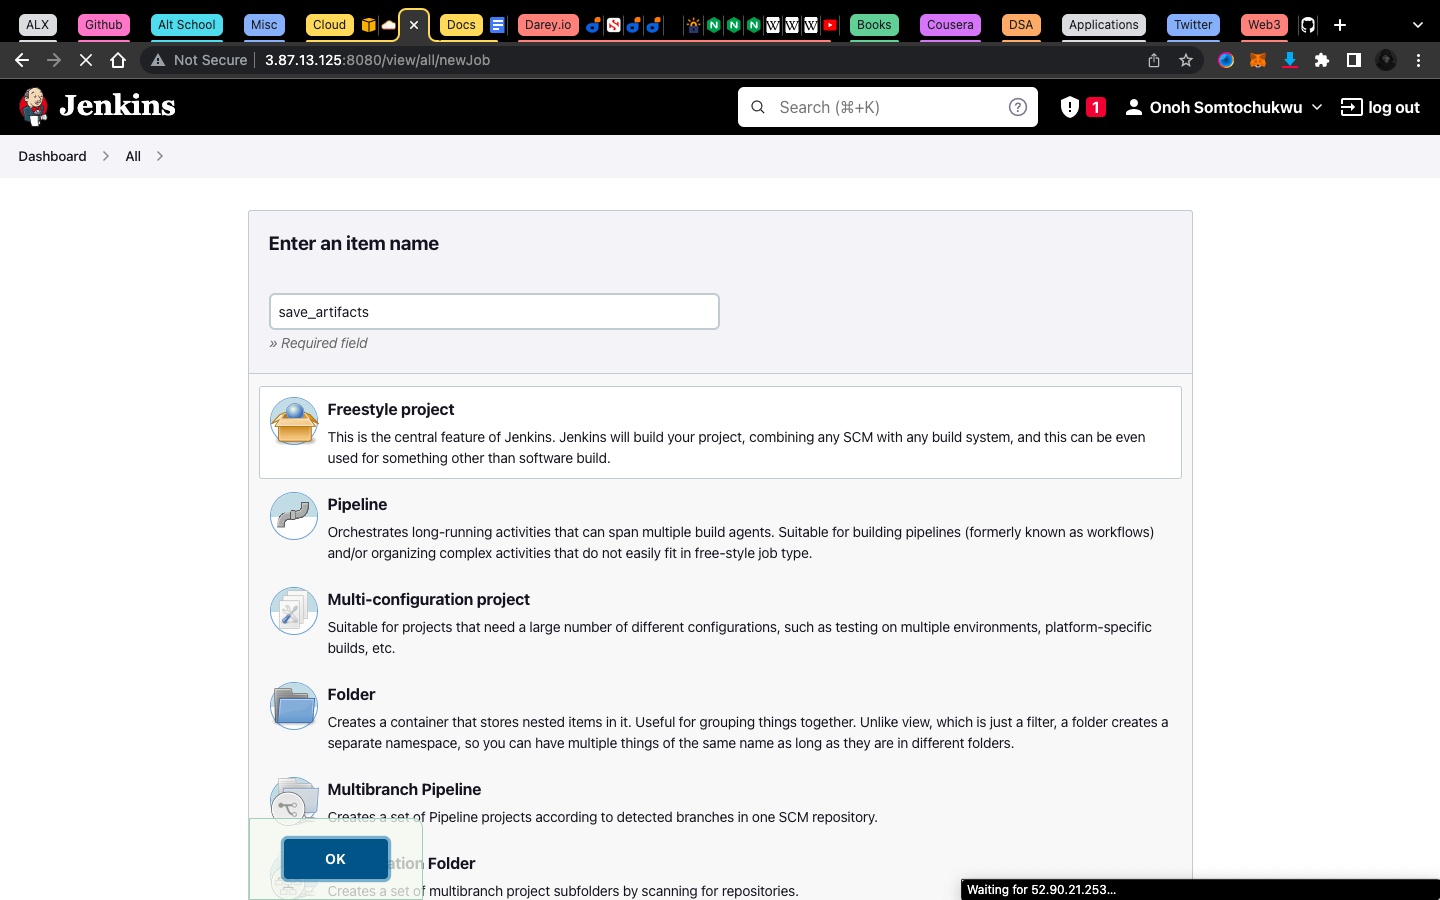 ALX Github Alt School Misc Cloud Docs Darey.io Books Cousera DSA Applications Twitter Web3
Not Secure 3.87.13.125:8080/view/all/newJob
Jenkins
Search (⌘+K)
1
Onoh Somtochukwu
log out
Dashboard
All
Enter an item name
save_artifacts
» Required field
Freestyle project
This is the central feature of Jenkins. Jenkins will build your project, combining any SCM with any build system, and this can be even
used for something other than software build.
Pipeline
Orchestrates long-running activities that can span multiple build agents. Suitable for building pipelines (formerly known as workflows)
and/or organizing complex activities that do not easily fit in free-style job type.
Multi-configuration project
Suitable for projects that need a large number of different configurations, such as testing on multiple environments, platform-specific
builds, etc.
Folder
Creates a container that stores nested items in it. Useful for grouping things together. Unlike view, which is just a filter, a folder creates a
separate namespace, so you can have multiple things of the same name as long as they are in different folders.
Multibranch Pipeline
Creates a set of Pipeline projects according to detected branches in one SCM repository.
OK
ation Folder
Creates a set of multibranch project subfolders by scanning for repositories.
Waiting for 52.90.21.253...